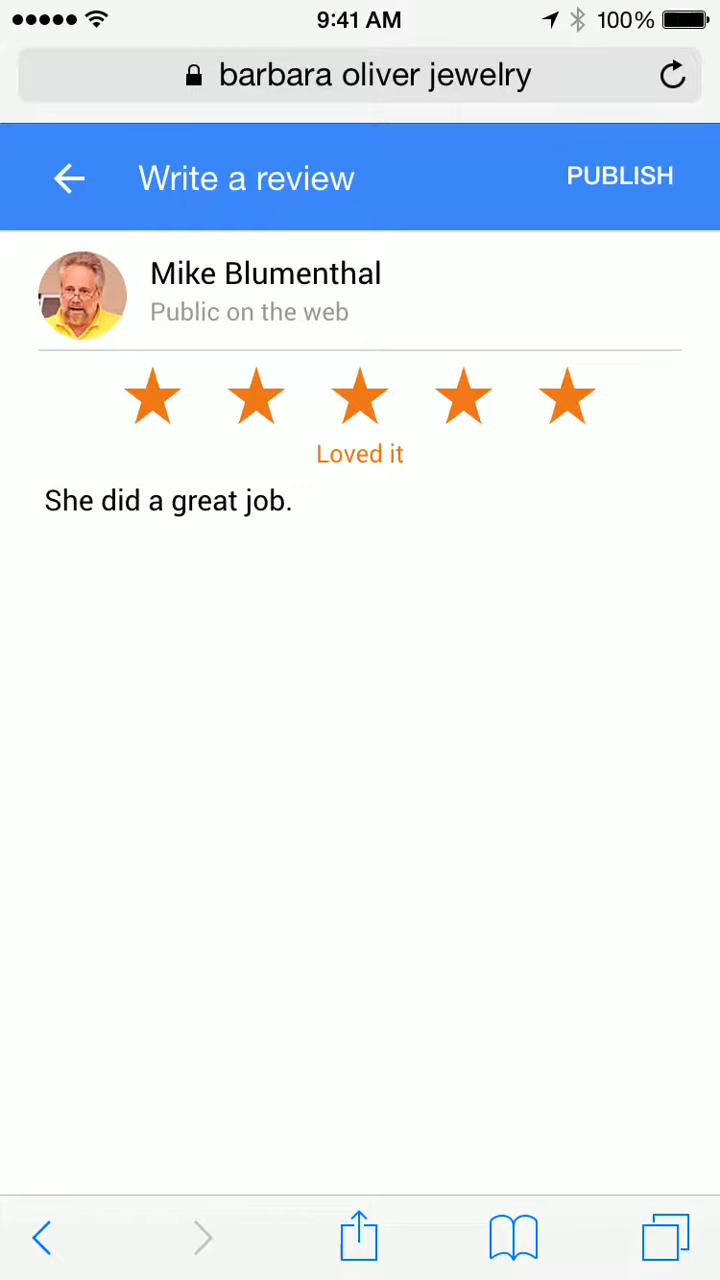 9:41 AM
100%
barbara oliver jewelry
Write a review
PUBLISH
Mike Blumenthal
Public on the web
Loved it
She did a great job.